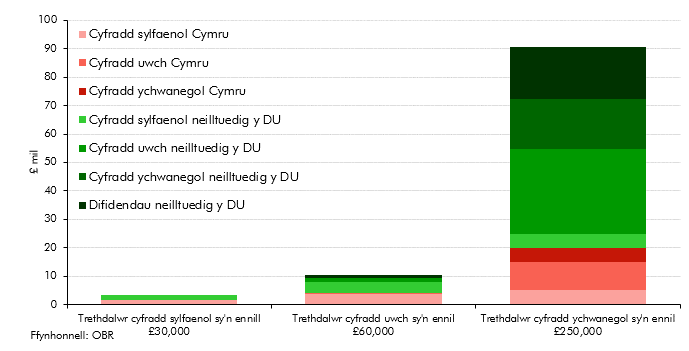 100
90
80
70
60
50
40
30
20
10
0
£ mil
Cyfradd sylfaenol Cymru
Cyfradd uwch Cymru
Cyfradd ychwanegol Cymru
Cyfradd sylfaenol neilltuedig y DU
Cyfradd uwch neilltuedig y DU
Cyfradd ychwanegol neilltuedig y DU
Difidendau neilltuedig y DU
Trethdalwr cyfradd sylfaenol sy'n ennill
£30,000
Trethdalwr cyfradd uwch sy'n ennil
£60,000
Trethdalwr cyfradd ychwanegol sy'n ennil
£250,000
Ffynhonnell: OBR